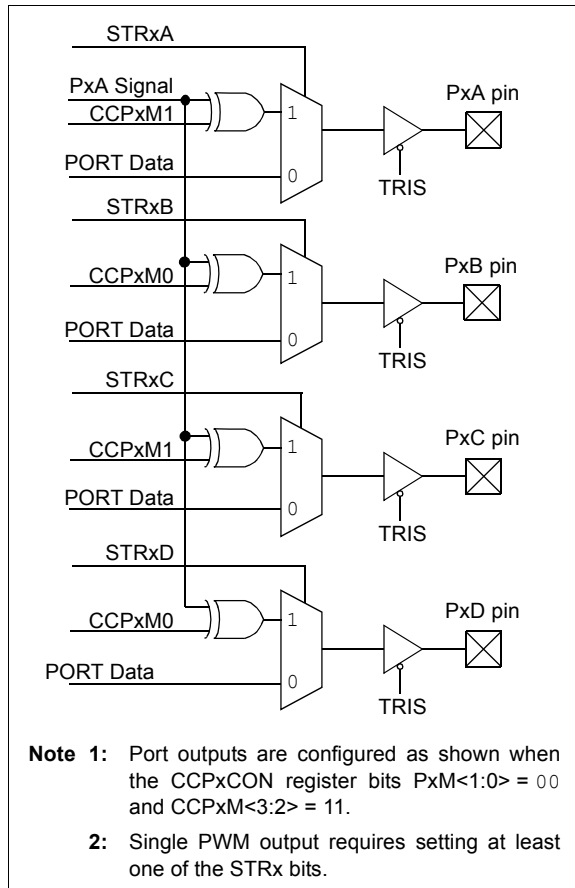 STRxA
PxA Signal
CCPxM1
1
PxA pin
PORT Data
0
TRIS
STRxB
CCPxM0
1
PxB pin
PORT Data
0
TRIS
STRxC
CCPxM1
1
PxC pin
PORT Data
0
TRIS
STRxD
CCPxM0
1
PxD pin
PORT Data
0
TRIS
Note 1: Port outputs are configured as shown when
the CCPxCON register bits PxM<1:0> = 00
and CCPxM<3:2> = 11.
2: Single PWM output requires setting at least
one of the STRx bits.